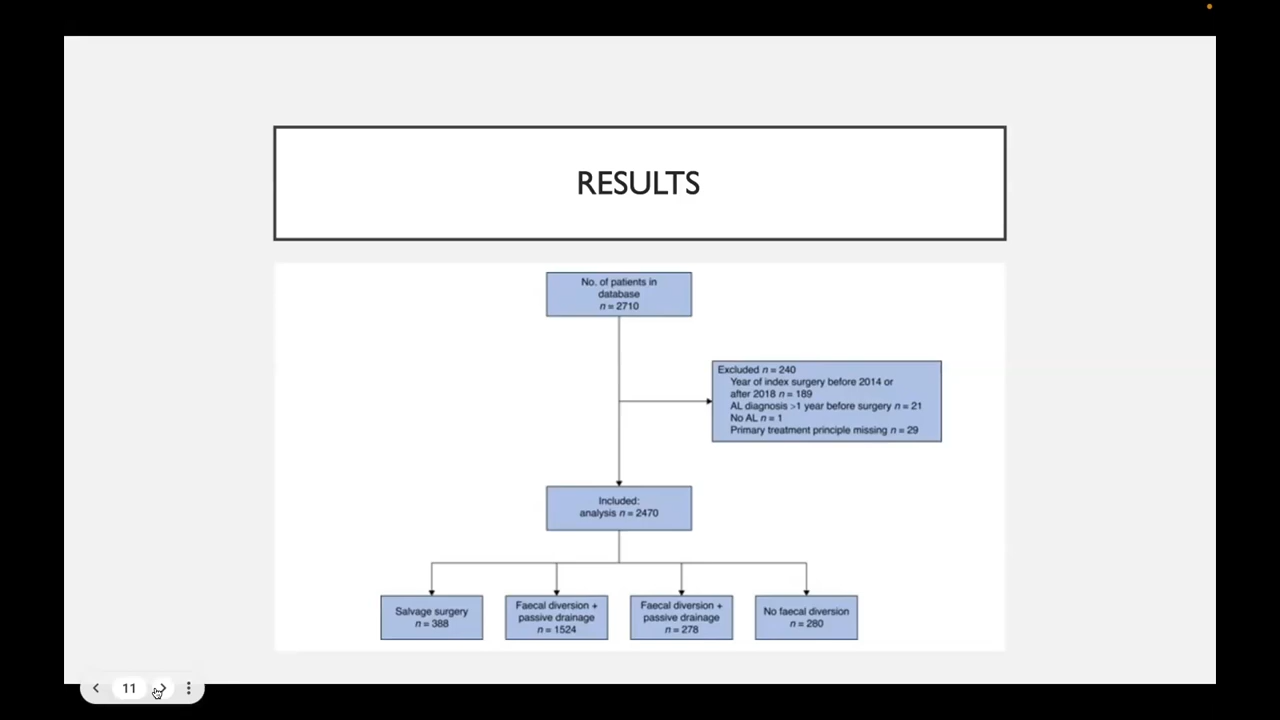 RESULTS
No. of patients in
database
n = 2710
Excluded n = 240
Year of index surgery before 2014 or
after 2018 n = 189
AL diagnosis >1 year before surgery n = 21
No AL n = 1
Primary treatment principle missing n = 29
Included:
analysis n = 2470
Salvage surgery
n = 388
Faecal diversion +
passive drainage
n = 1524
Faecal diversion +
passive drainage
n = 278
No faecal diversion
n = 280
11